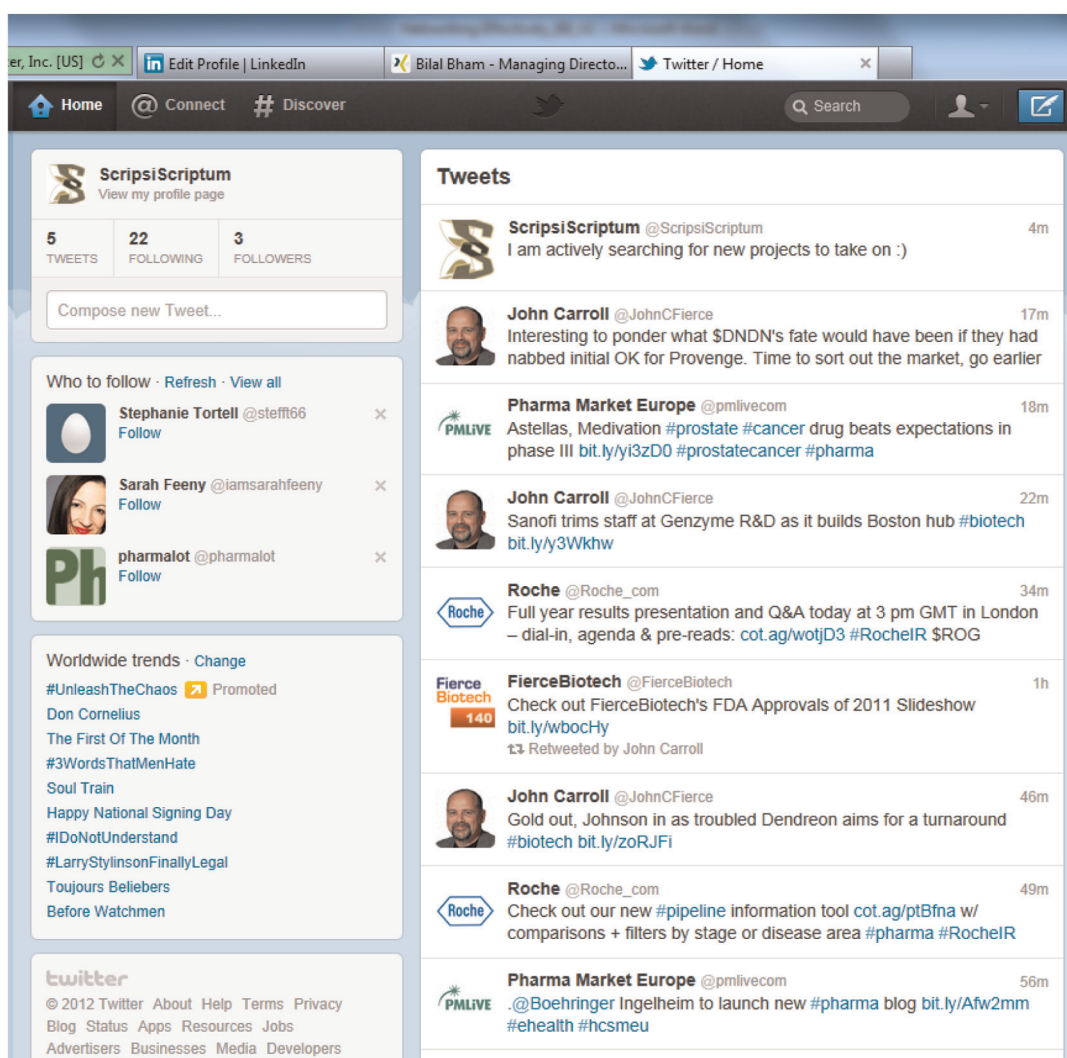 er, Inc. [US]
Edit Profile | LinkedIn
Bilal Bham - Managing Directo...
Twitter / Home
Home
Connect
Discover
Search
ScripsiScriptum
View my profile page
5
TWEETS
22
FOLLOWING
3
FOLLOWERS
Compose new Tweet...
Who to follow · Refresh · View all
Stephanie Tortell @stefft66
Follow
Sarah Feeny @iamsarahfeeny
Follow
Ph
pharmalot @pharmalot
Follow
Worldwide trends · Change
#UnleashTheChaos Promoted
Don Cornelius
The First Of The Month
#3WordsThatMenHate
Soul Train
Happy National Signing Day
#IDoNotUnderstand
#LarryStylinsonFinallyLegal
Toujours Beliebers
Before Watchmen
twitter
© 2012 Twitter About Help Terms Privacy
Blog Status Apps Resources Jobs
Advertisers Businesses Media Developers
Tweets
ScripsiScriptum @ScripsiScriptum 4m
I am actively searching for new projects to take on :)
John Carroll @JohnCFierce 17m
Interesting to ponder what $DNDN's fate would have been if they had
nabbed initial OK for Provenge. Time to sort out the market, go earlier
PMLiVE
Pharma Market Europe @pmlivecom 18m
Astellas, Medivation #prostate #cancer drug beats expectations in
phase III bit.ly/yi3zD0 #prostatecancer #pharma
John Carroll @JohnCFierce 22m
Sanofi trims staff at Genzyme R&D as it builds Boston hub #biotech
bit.ly/y3Wkhw
Roche
Roche @Roche_com 34m
Full year results presentation and Q&A today at 3 pm GMT in London
– dial-in, agenda & pre-reads: cot.ag/wotjD3 #RocheIR $ROG
Fierce
Biotech
140
FierceBiotech @FierceBiotech 1h
Check out FierceBiotech's FDA Approvals of 2011 Slideshow
bit.ly/wbocHy
Retweeted by John Carroll
John Carroll @JohnCFierce 46m
Gold out, Johnson in as troubled Dendreon aims for a turnaround
#biotech bit.ly/zoRJFi
Roche
Roche @Roche_com 49m
Check out our new #pipeline information tool cot.ag/ptBfna w/
comparisons + filters by stage or disease area #pharma #RocheIR
PMLiVE
Pharma Market Europe @pmlivecom 56m
.@Boehringer Ingelheim to launch new #pharma blog bit.ly/Afw2mm
#ehealth #hcsmeu